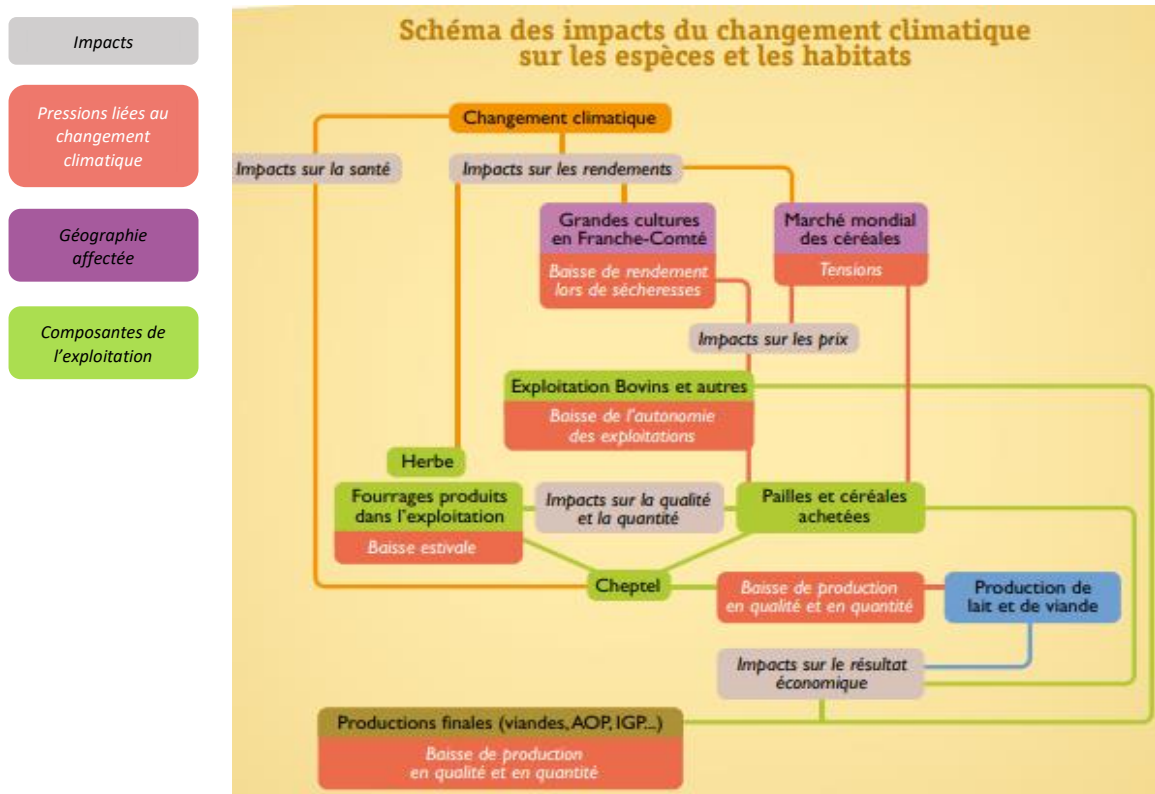 Impacts
Pressions liées au
changement
climatique
Géographie
affectée
Composantes de
l'exploitation
Schéma des impacts du changement climatique
sur les espèces et les habitats
Changement climatique
Impacts sur la santé
Impacts sur les rendements
Grandes cultures
en Franche-Comté
Baisse de rendement
lors de sécheresses
Marché mondial
des céréales
Tensions
Impacts sur les prix
Exploitation Bovins et autres
Baisse de l'autonomie
des exploitations
Herbe
Fourrages produits
dans l'exploitation
Baisse estivale
Impacts sur la qualité
et la quantité
Pailles et céréales
achetées
Cheptel
Baisse de production
en qualité et en quantité
Production de
lait et de viande
Impacts sur le résultat
économique
Productions finales (viandes, AOP, IGP...)
Baisse de production
en qualité et en quantité